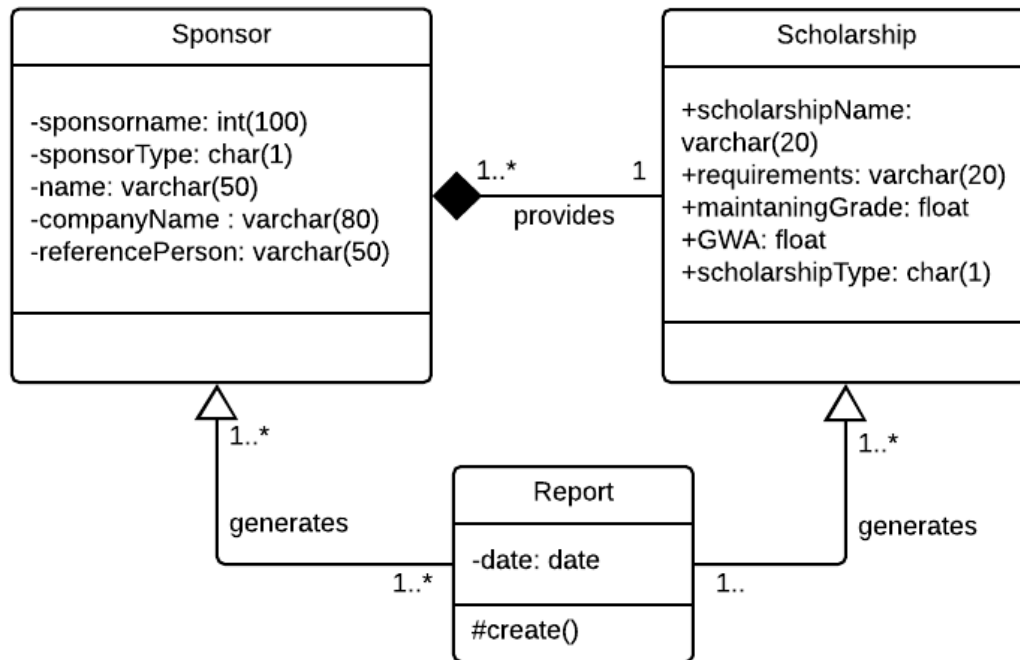 Sponsor
-sponsorname: int(100)
-sponsorType: char(1)
-name: varchar(50)
-companyName : varchar(80)
-referencePerson: varchar(50)
1..*
1
provides
Scholarship
+scholarshipName:
varchar(20)
+requirements: varchar(20)
+maintaningGrade: float
+GWA: float
+scholarshipType: char(1)
1..*
generates
1..*
Report
-date: date
#create()
1..*
generates
1..